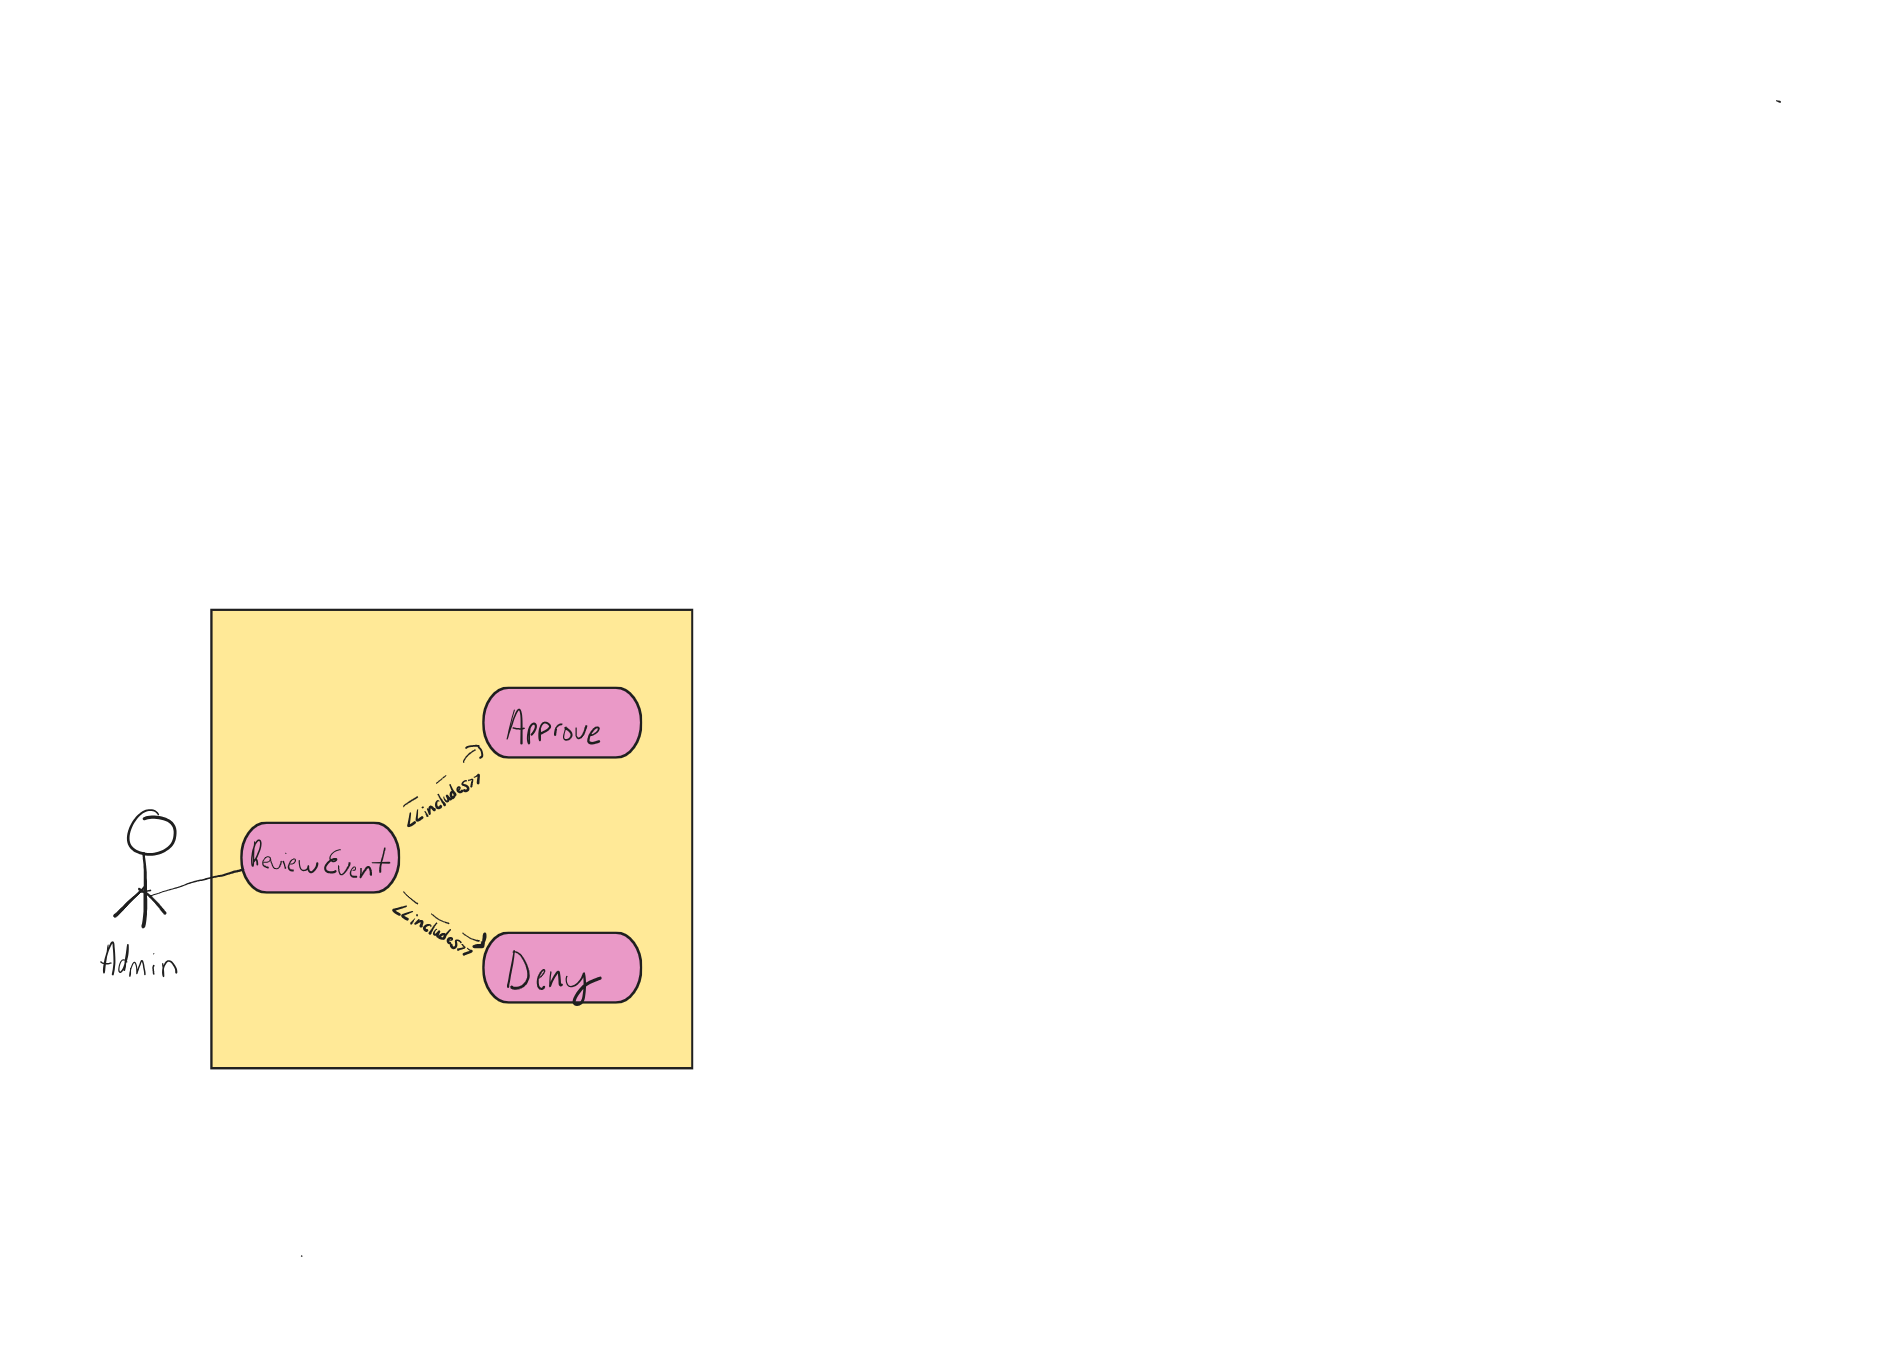 Approve
<<includes>>
Review Event
<<includes>>
Admin
Deny